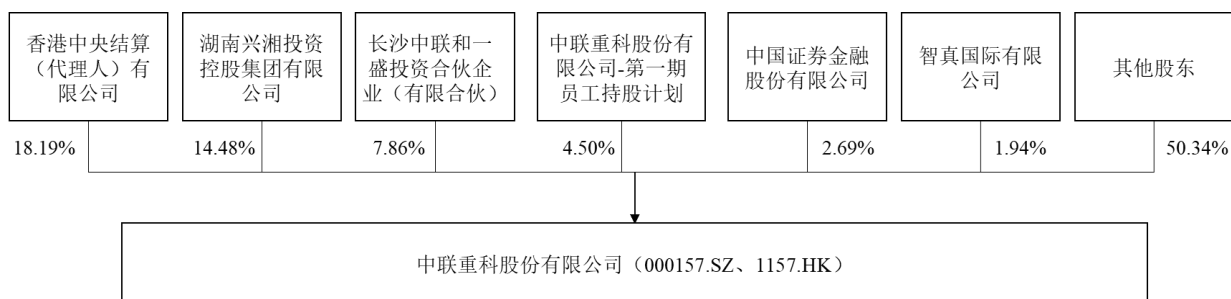 香港中央结算
（代理人）有
限公司
湖南兴湘投资
控股集团有限
公司
长沙中联和一
盛投资合伙企
业（有限合伙）
中联重科股份有
限公司-第一期
员工持股计划
中国证券金融
股份有限公司
智真国际有限
公司
其他股东
18.19%
14.48%
7.86%
4.50%
2.69%
1.94%
50.34%
中联重科股份有限公司（000157.SZ、1157.HK）